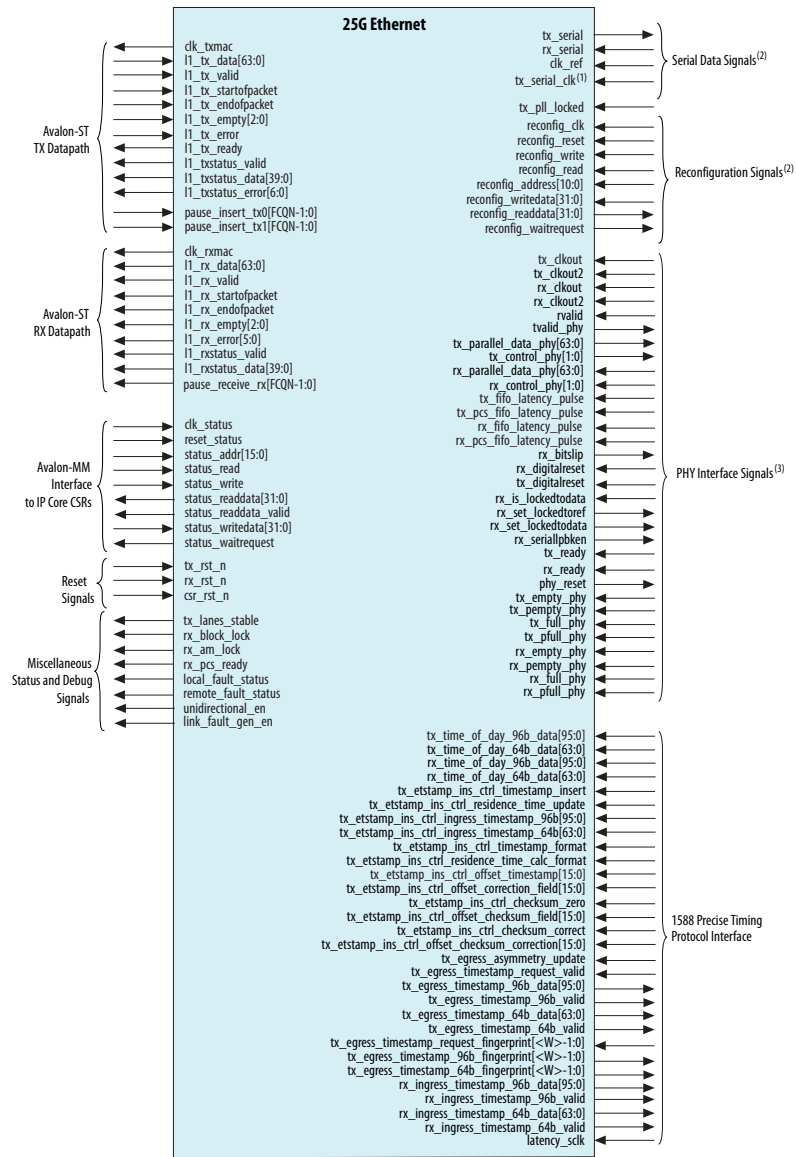 25G Ethernet
Avalon-ST
TX Datapath
clk_txmac
l1_tx_data[63:0]
l1_tx_valid
l1_tx_startofpacket
l1_tx_endofpacket
l1_tx_empty[2:0]
l1_tx_error
l1_tx_ready
l1_txstatus_valid
l1_txstatus_data[39:0]
l1_txstatus_error[6:0]
pause_insert_tx0[FCQN-1:0]
pause_insert_tx1[FCQN-1:0]
Avalon-ST
RX Datapath
clk_rxmac
l1_rx_data[63:0]
l1_rx_valid
l1_rx_startofpacket
l1_rx_endofpacket
l1_rx_empty[2:0]
l1_rx_error[5:0]
l1_rxstatus_valid
l1_rxstatus_data[39:0]
pause_receive_rx[FCQN-1:0]
Avalon-MM
Interface
to IP Core CSRs
clk_status
reset_status
status_addr[15:0]
status_read
status_write
status_readdata[31:0]
status_readdata_valid
status_writedata[31:0]
status_waitrequest
Reset
Signals
tx_rst_n
rx_rst_n
csr_rst_n
Miscellaneous
Status and Debug
Signals
tx_lanes_stable
rx_block_lock
rx_am_lock
rx_pcs_ready
local_fault_status
remote_fault_status
unidirectional_en
link_fault_gen_en
tx_serial
rx_serial
clk_ref
tx_serial_clk(1)
Serial Data Signals(2)
tx_pll_locked
reconfig_clk
reconfig_reset
reconfig_write
reconfig_read
reconfig_address[10:0]
reconfig_writedata[31:0]
reconfig_readdata[31:0]
reconfig_waitrequest
Reconfiguration Signals(2)
tx_clkout
tx_clkout2
rx_clkout
rx_clkout2
rvalid
tvalid_phy
tx_parallel_data_phy[63:0]
tx_control_phy[1:0]
rx_parallel_data_phy[63:0]
rx_control_phy[1:0]
tx_fifo_latency_pulse
tx_pcs_fifo_latency_pulse
rx_fifo_latency_pulse
rx_pcs_fifo_latency_pulse
rx_bitslip
rx_digitalreset
tx_digitalreset
rx_is_lockedtodata
rx_set_lockedtoref
rx_set_lockedtodata
rx_seriallpbken
tx_ready
rx_ready
phy_reset
tx_empty_phy
tx_pempty_phy
tx_full_phy
tx_pfull_phy
rx_empty_phy
rx_pempty_phy
rx_full_phy
rx_pfull_phy
PHY Interface Signals(3)
tx_time_of_day_96b_data[95:0]
tx_time_of_day_64b_data[63:0]
rx_time_of_day_96b_data[95:0]
rx_time_of_day_64b_data[63:0]
tx_etstamp_ins_ctrl_timestamp_insert
tx_etstamp_ins_ctrl_residence_time_update
tx_etstamp_ins_ctrl_ingress_timestamp_96b[95:0]
tx_etstamp_ins_ctrl_ingress_timestamp_64b[63:0]
tx_etstamp_ins_ctrl_timestamp_format
tx_etstamp_ins_ctrl_residence_time_calc_format
tx_etstamp_ins_ctrl_offset_timestamp[15:0]
tx_etstamp_ins_ctrl_offset_correction_field[15:0]
tx_etstamp_ins_ctrl_checksum_zero
tx_etstamp_ins_ctrl_offset_checksum_field[15:0]
tx_etstamp_ins_ctrl_checksum_correct
tx_etstamp_ins_ctrl_offset_checksum_correction[15:0]
tx_egress_asymmetry_update
tx_egress_timestamp_request_valid
tx_egress_timestamp_96b_data[95:0]
tx_egress_timestamp_96b_valid
tx_egress_timestamp_64b_data[63:0]
tx_egress_timestamp_64b_valid
tx_egress_timestamp_request_fingerprint[<W>-1:0]
tx_egress_timestamp_96b_fingerprint[<W>-1:0]
tx_egress_timestamp_64b_fingerprint[<W>-1:0]
rx_ingress_timestamp_96b_data[95:0]
rx_ingress_timestamp_96b_valid
rx_ingress_timestamp_64b_data[63:0]
rx_ingress_timestamp_64b_valid
latency_sclk
1588 Precise Timing
Protocol Interface